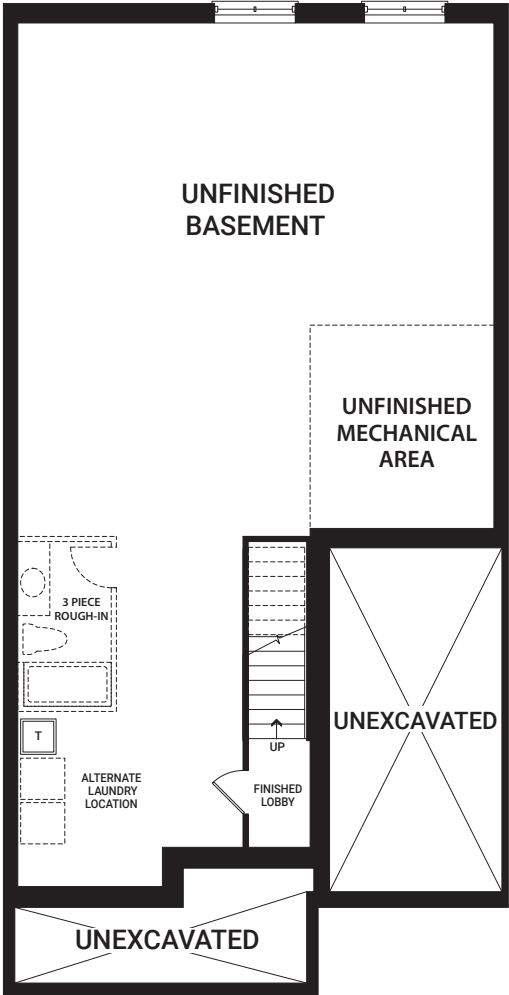 UNFINISHED
BASEMENT
UNFINISHED
MECHANICAL
AREA
3 PIECE
ROUGH-IN
UNEXCAVATED
T
UP
ALTERNATE
LAUNDRY
LOCATION
FINISHED
LOBBY
UNEXCAVATED